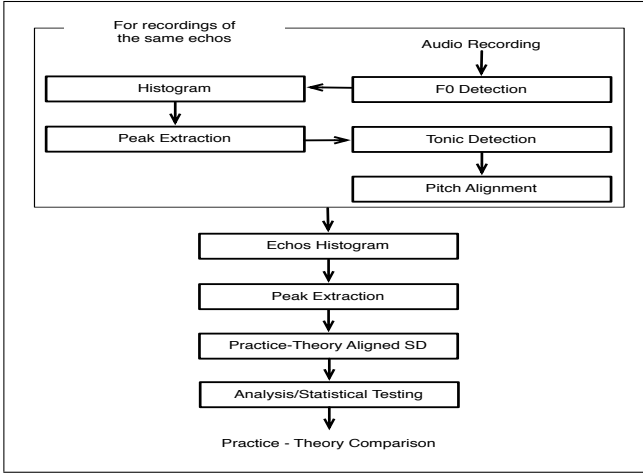 For recordings of
the same echos
Audio Recording
F0 Detection
Histogram
Peak Extraction
Tonic Detection
Pitch Alignment
Echos Histogram
Peak Extraction
Practice-Theory Aligned SD
Analysis/Statistical Testing
Practice - Theory Comparison